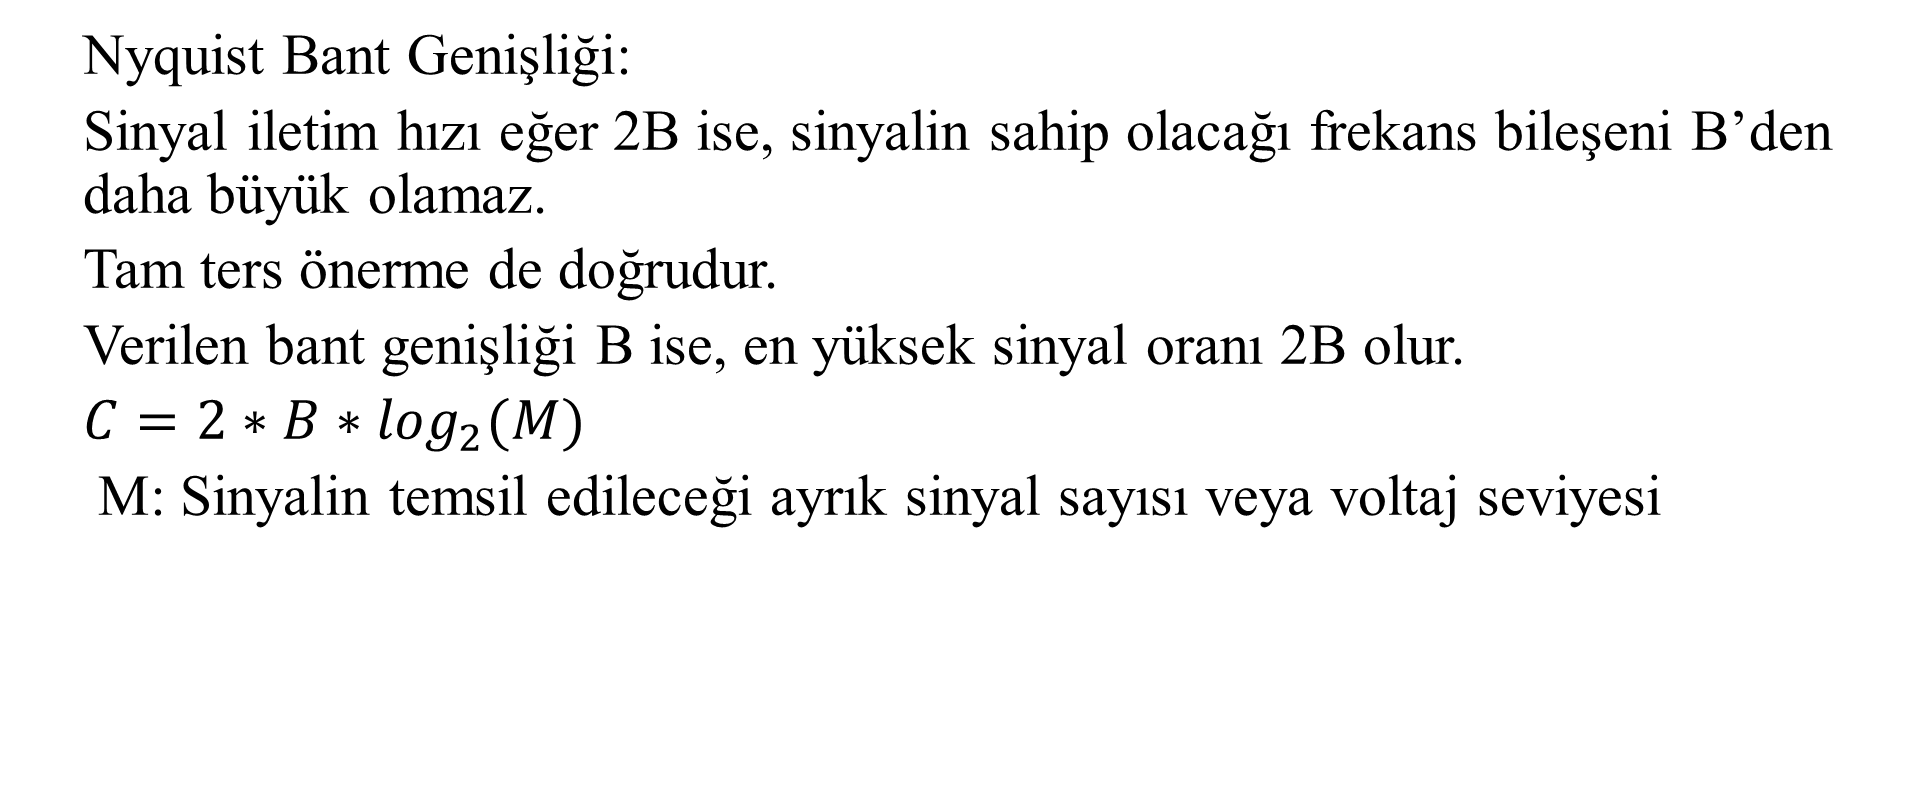 Nyquist Bant Genişliği:
Sinyal iletim hızı eğer 2B ise, sinyalin sahip olacağı frekans bileşeni B’den
daha büyük olamaz.
Tam ters önerme de doğrudur.
Verilen bant genişliği B ise, en yüksek sinyal oranı 2B olur.
C = 2 * B * log₂(M)
M: Sinyalin temsil edileceği ayrık sinyal sayısı veya voltaj seviyesi